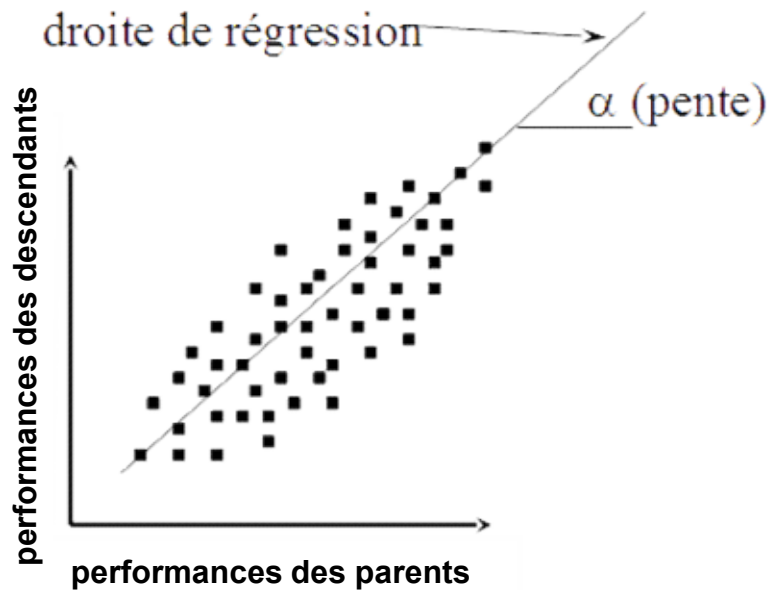 droite de régression
α (pente)
performances des descendants
performances des parents